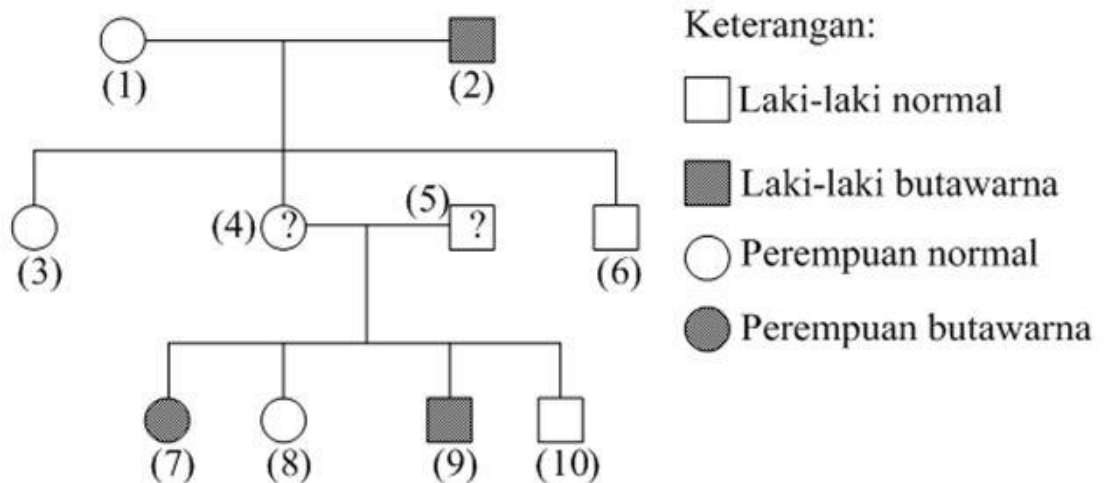 Keterangan:
(1)
(2)
Laki-laki normal
Laki-laki butawarna
(5)
(4) ? ?
(3)
(6)
Perempuan normal
Perempuan butawarna
(7)
(8)
(9)
(10)